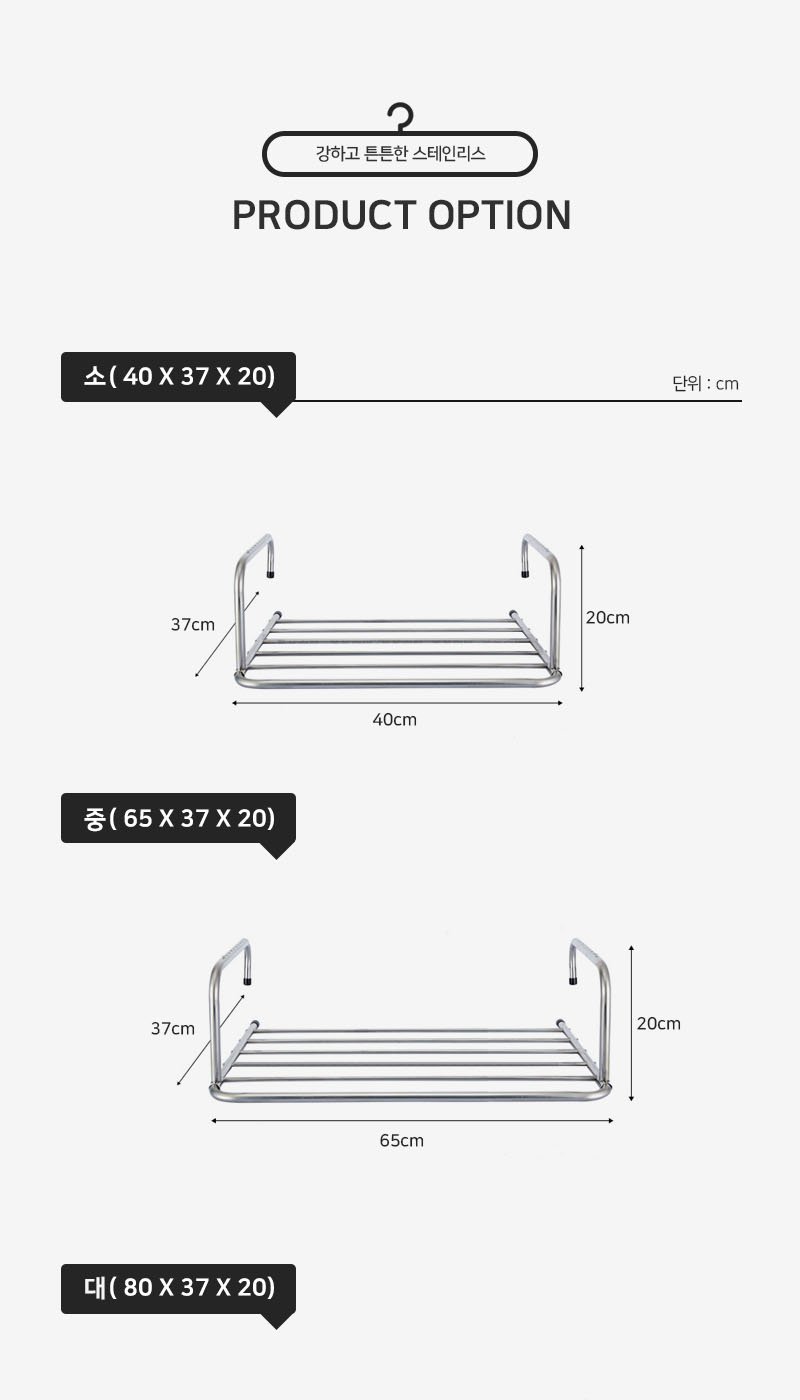 강하고 튼튼한 스테인리스
PRODUCT OPTION
소( 40 X 37 X 20)
단위 : cm
37cm
20cm
40cm
중( 65 X 37 X 20)
37cm
20cm
65cm
대( 80 X 37 X 20)